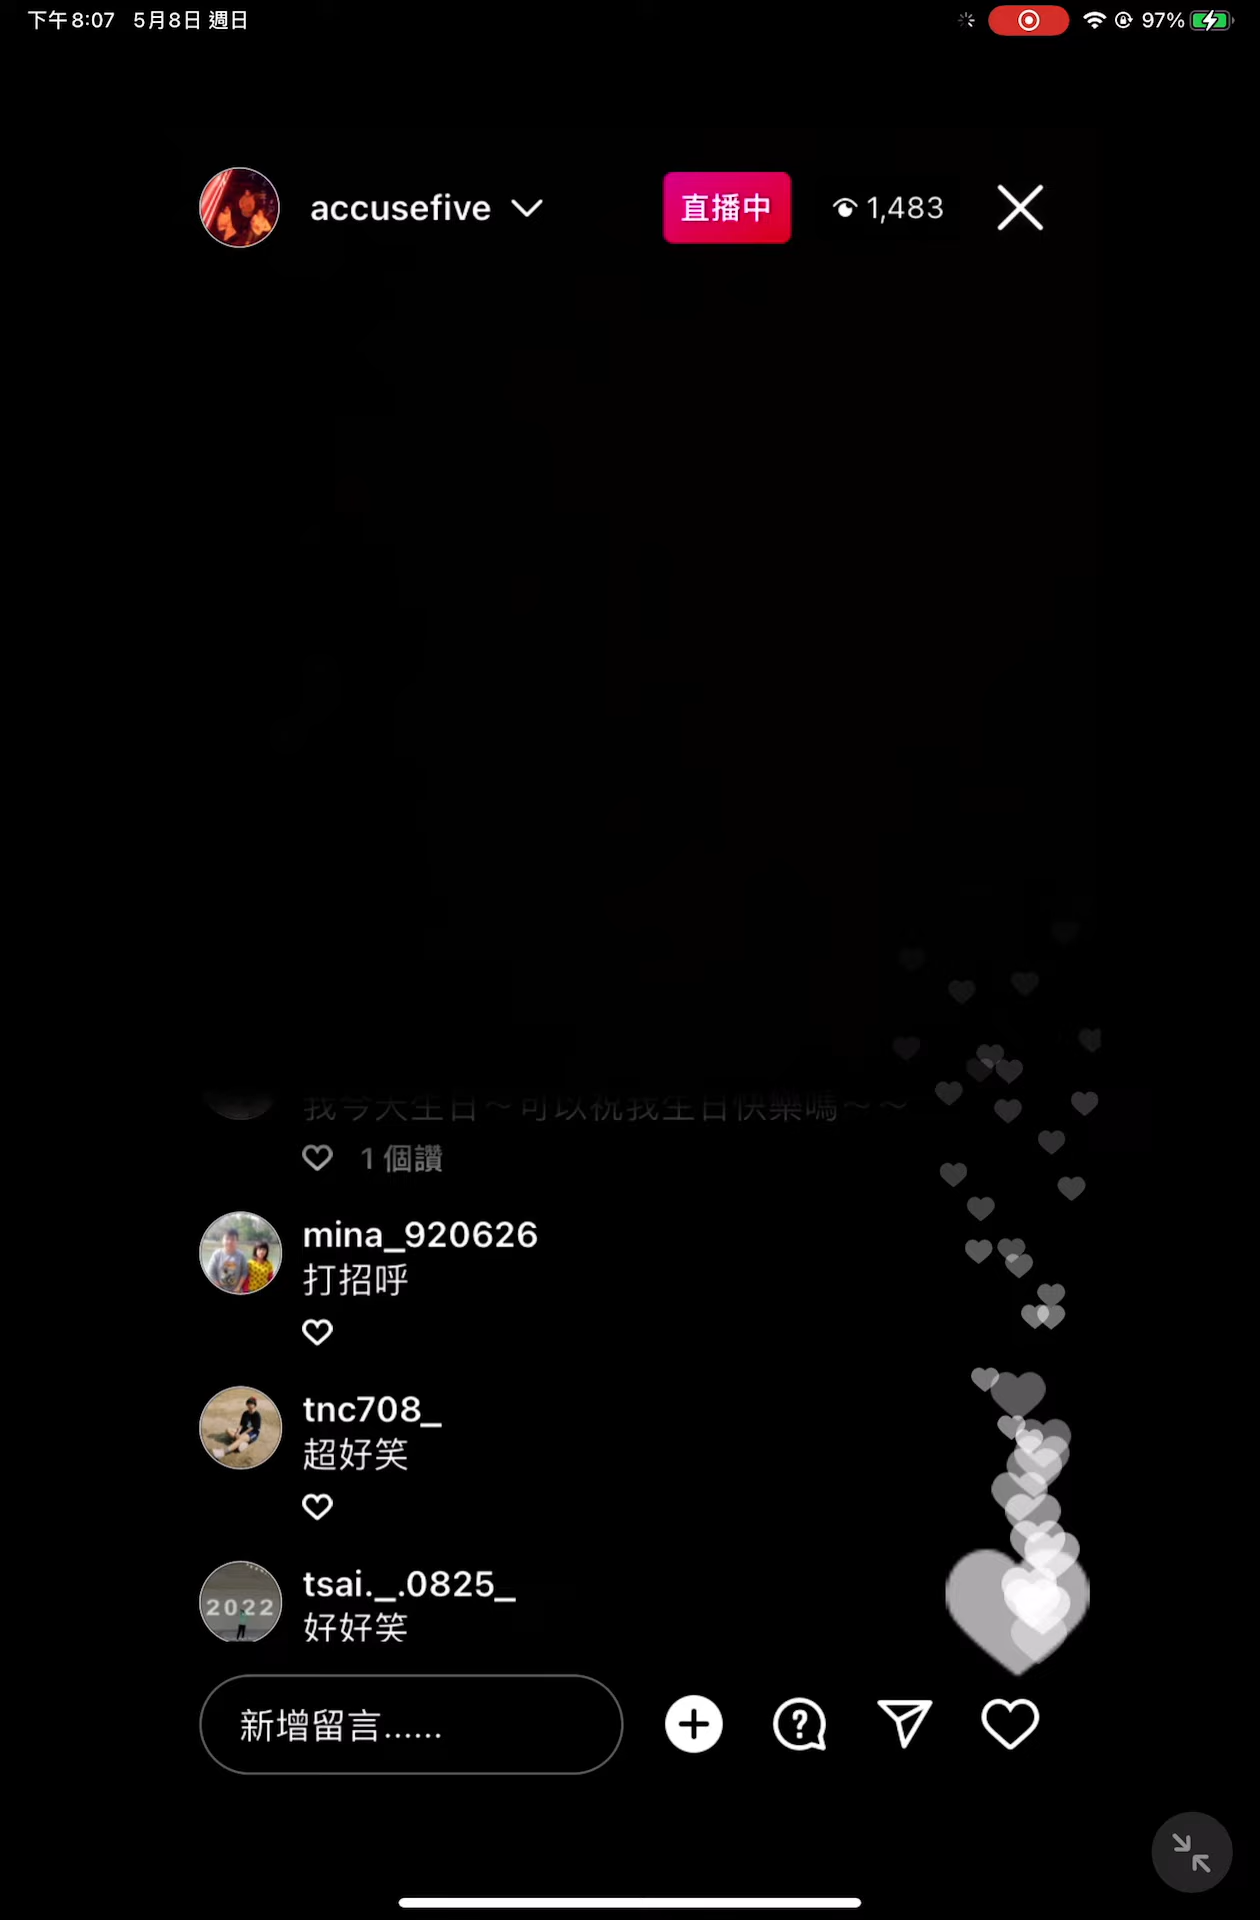 下午8:07 5月8日 週日
97%
accusefive
直播中
1,483
我今天生日～可以祝我生日快樂嗎～～
1 個讚
mina_920626
打招呼
tnc708_
超好笑
2022
tsai._.0825_
好好笑
新增留言......